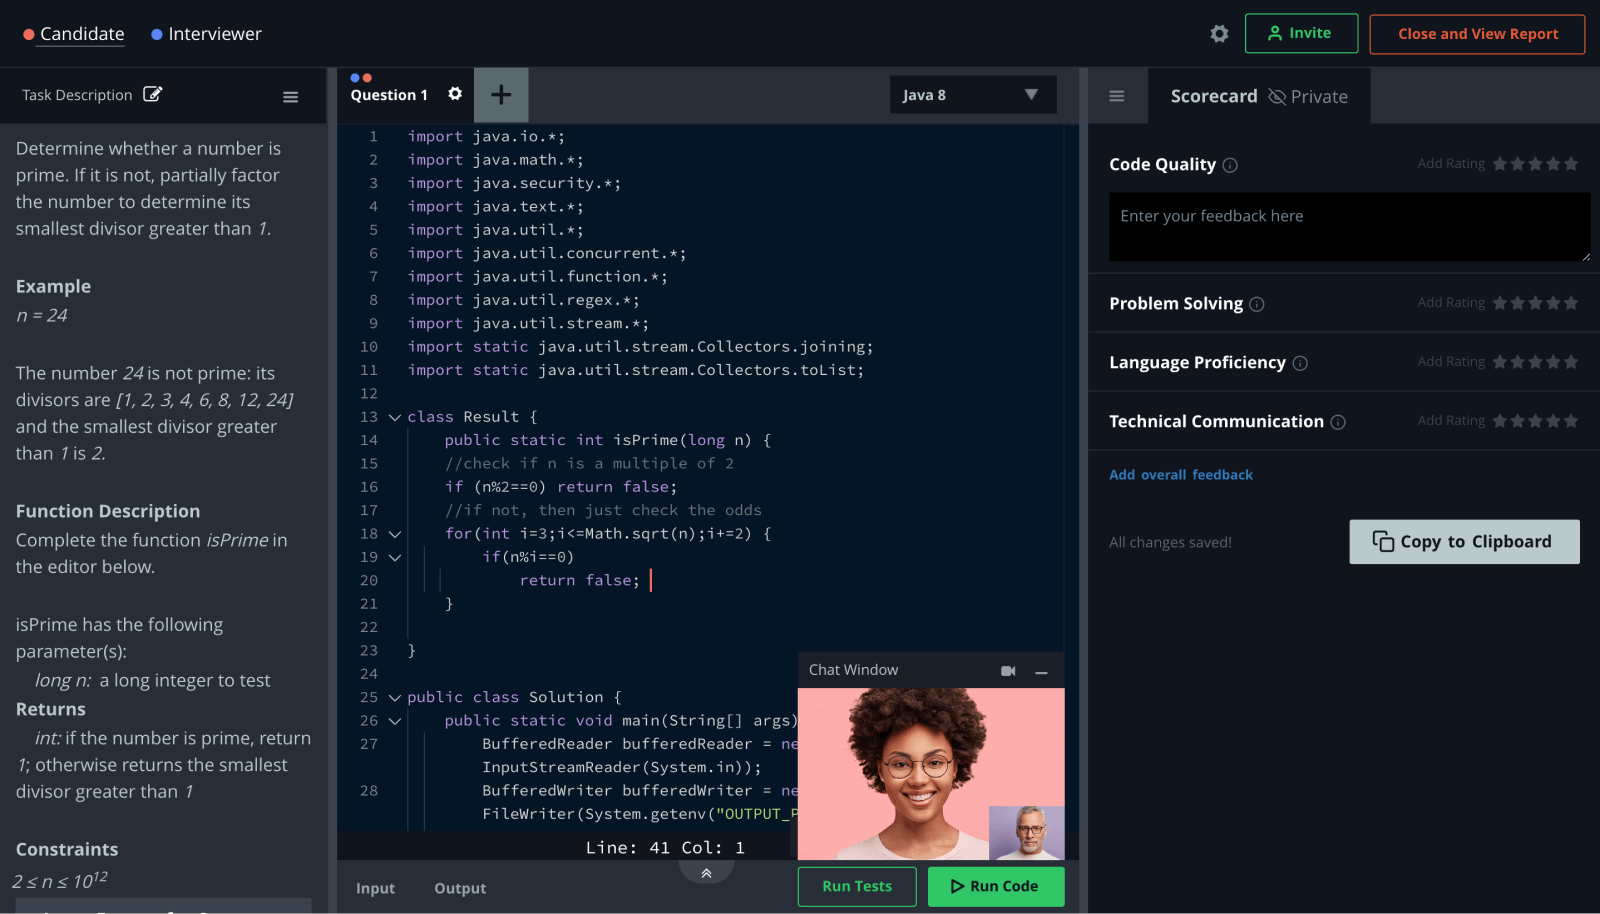 Candidate
Interviewer
Invite
Close and View Report
Task Description
Determine whether a number is
prime. If it is not, partially factor
the number to determine its
smallest divisor greater than 1.
Example
n = 24
The number 24 is not prime: its
divisors are [1, 2, 3, 4, 6, 8, 12, 24]
and the smallest divisor greater
than 1 is 2.
Function Description
Complete the function isPrime in
the editor below.
isPrime has the following
parameter(s):
long n: a long integer to test
Returns
int: if the number is prime, return
1; otherwise returns the smallest
divisor greater than 1
Constraints
2 ≤ n ≤ 10¹²
Question 1
Java 8
1 import java.io.*;
2 import java.math.*;
3 import java.security.*;
4 import java.text.*;
5 import java.util.*;
6 import java.util.concurrent.*;
7 import java.util.function.*;
8 import java.util.regex.*;
9 import java.util.stream.*;
10 import static java.util.stream.Collectors.joining;
11 import static java.util.stream.Collectors.toList;
12
13 class Result {
14 public static int isPrime(long n) {
15 //check if n is a multiple of 2
16 if (n%2==0) return false;
17 //if not, then just check the odds
18 for(int i=3;i<=Math.sqrt(n);i+=2) {
19 if(n%i==0)
20 return false;
21 }
22
23 }
24
25 public class Solution {
26 public static void main(String[] args)
27 BufferedReader bufferedReader = ne
InputStreamReader(System.in));
28 BufferedWriter bufferedWriter = ne
FileWriter(System.getenv("OUTPUT_P
Line: 41 Col: 1
Chat Window
Input
Output
Run Tests
Run Code
Scorecard
Private
Code Quality
Add Rating
Enter your feedback here
Problem Solving
Add Rating
Language Proficiency
Add Rating
Technical Communication
Add Rating
Add overall feedback
All changes saved!
Copy to Clipboard